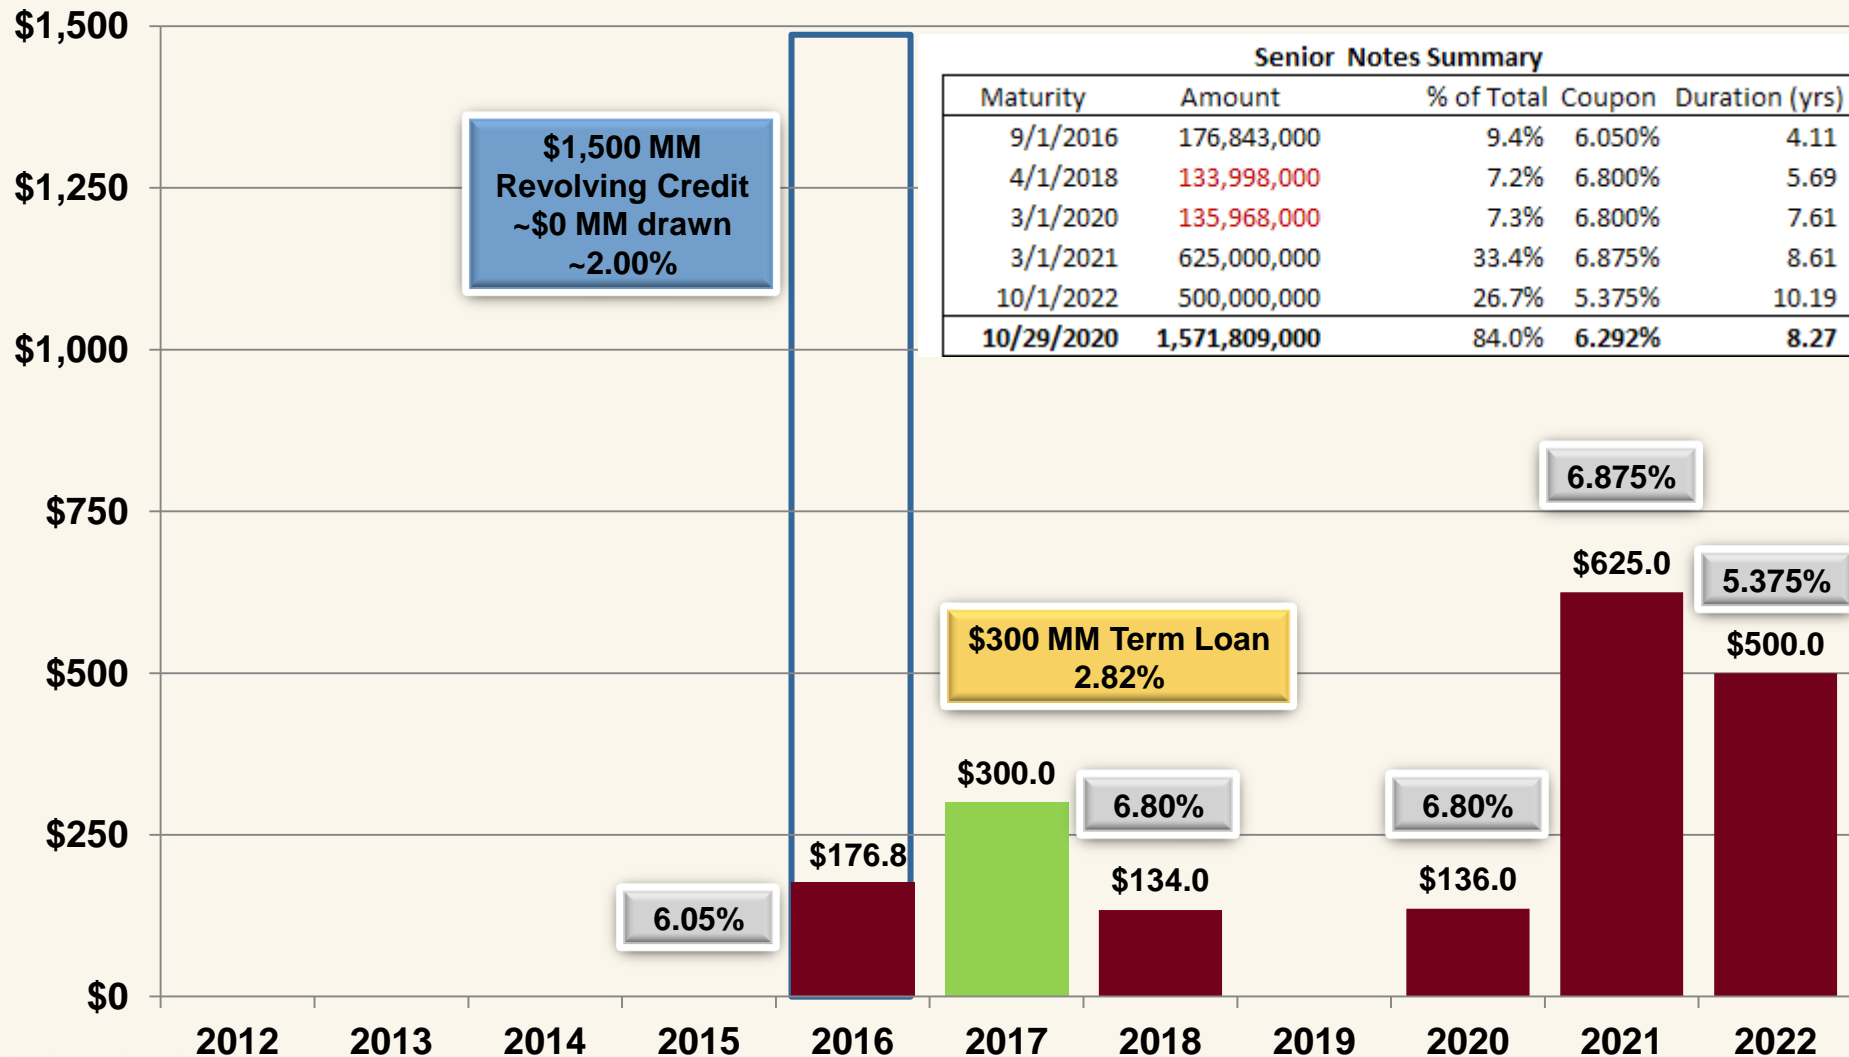 $1,500
$1,250
$1,000
$750
$500
$250
$0
$1,500 MM
Revolving Credit
~$0 MM drawn
~2.00%
Senior Notes Summary
Maturity Amount % of Total Coupon Duration (yrs)
9/1/2016 176,843,000 9.4% 6.050% 4.11
4/1/2018 133,998,000 7.2% 6.800% 5.69
3/1/2020 135,968,000 7.3% 6.800% 7.61
3/1/2021 625,000,000 33.4% 6.875% 8.61
10/1/2022 500,000,000 26.7% 5.375% 10.19
10/29/2020 1,571,809,000 84.0% 6.292% 8.27
6.875%
$625.0
5.375%
$500.0
$300 MM Term Loan
2.82%
$300.0
6.80%
6.80%
$176.8
$134.0
$136.0
6.05%
2012 2013 2014 2015 2016 2017 2018 2019 2020 2021 2022